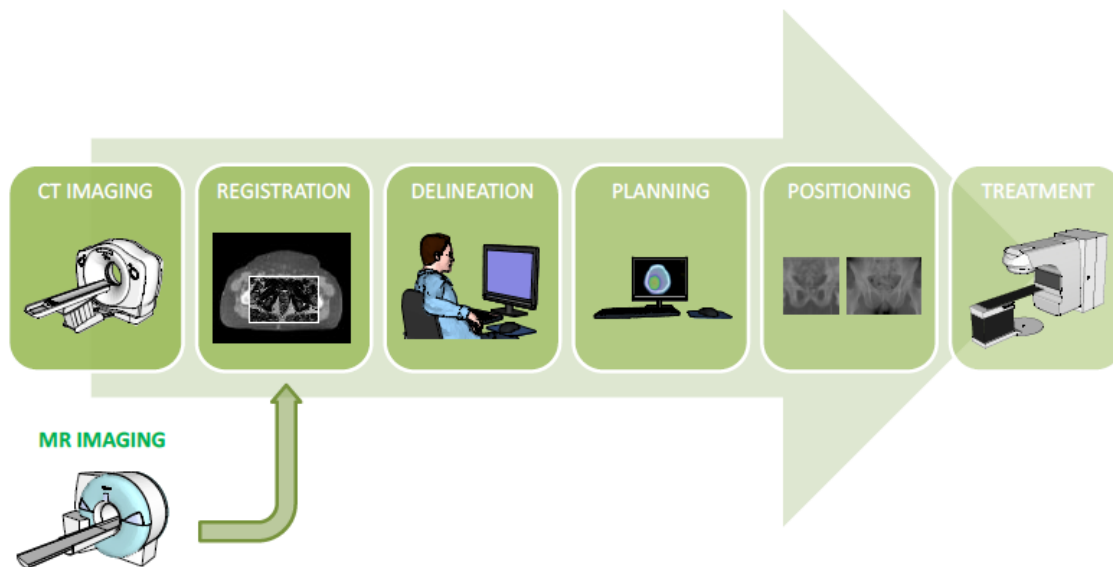 CT IMAGING
REGISTRATION
DELINEATION
PLANNING
POSITIONING
TREATMENT
MR IMAGING